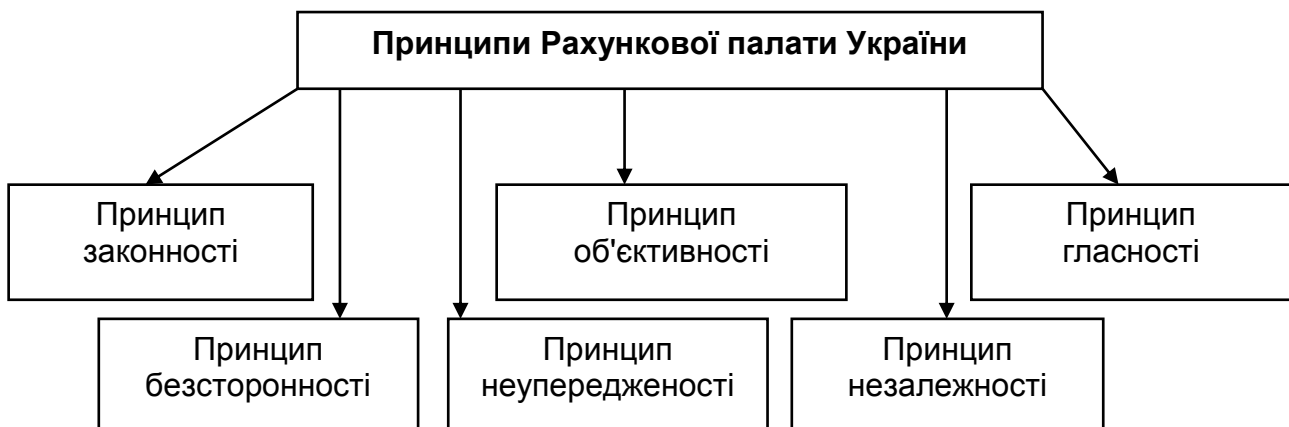 Принципи Рахункової палати України
Принцип
законності
Принцип
об'єктивності
Принцип
гласності
Принцип
безсторонності
Принцип
неупередженості
Принцип
незалежності